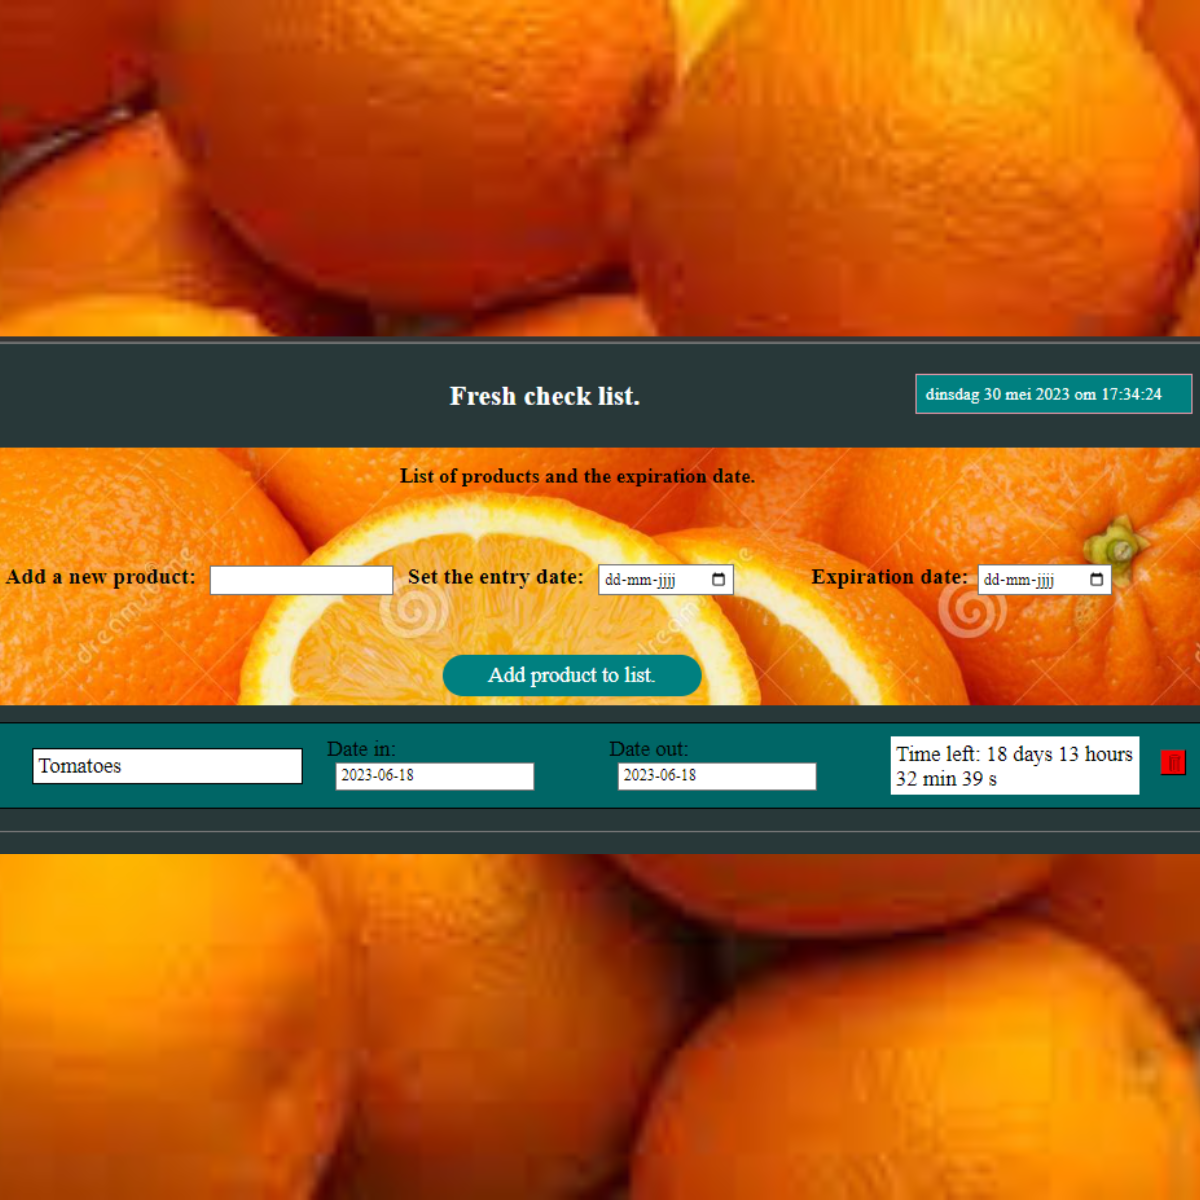 Fresh check list.
dinsdag 30 mei 2023 om 17:34:24
List of products and the expiration date.
Add a new product:
Set the entry date:
dd-mm-jjjj
Expiration date:
dd-mm-jjjj
Add product to list.
Tomatoes
Date in:
2023-06-18
Date out:
2023-06-18
Time left: 18 days 13 hours
32 min 39 s